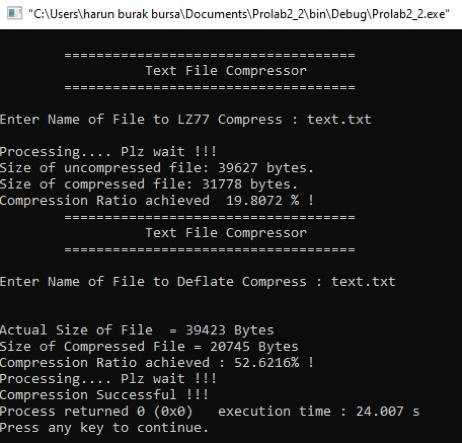 "C:\Users\harun burak bursa\Documents\Prolab2_2\bin\Debug\Prolab2_2.exe"
===================================
Text File Compressor
===================================
Enter Name of File to LZ77 Compress : text.txt
Processing.... Plz wait !!!
Size of uncompressed file: 39627 bytes.
Size of compressed file: 31778 bytes.
Compression Ratio achieved  19.8072 % !
===================================
Text File Compressor
===================================
Enter Name of File to Deflate Compress : text.txt
Actual Size of File  = 39423 Bytes
Size of Compressed File = 20745 Bytes
Compression Ratio achieved : 52.6216% !
Processing.... Plz wait !!!
Compression Successful !!!
Process returned 0 (0x0)   execution time : 24.007 s
Press any key to continue.